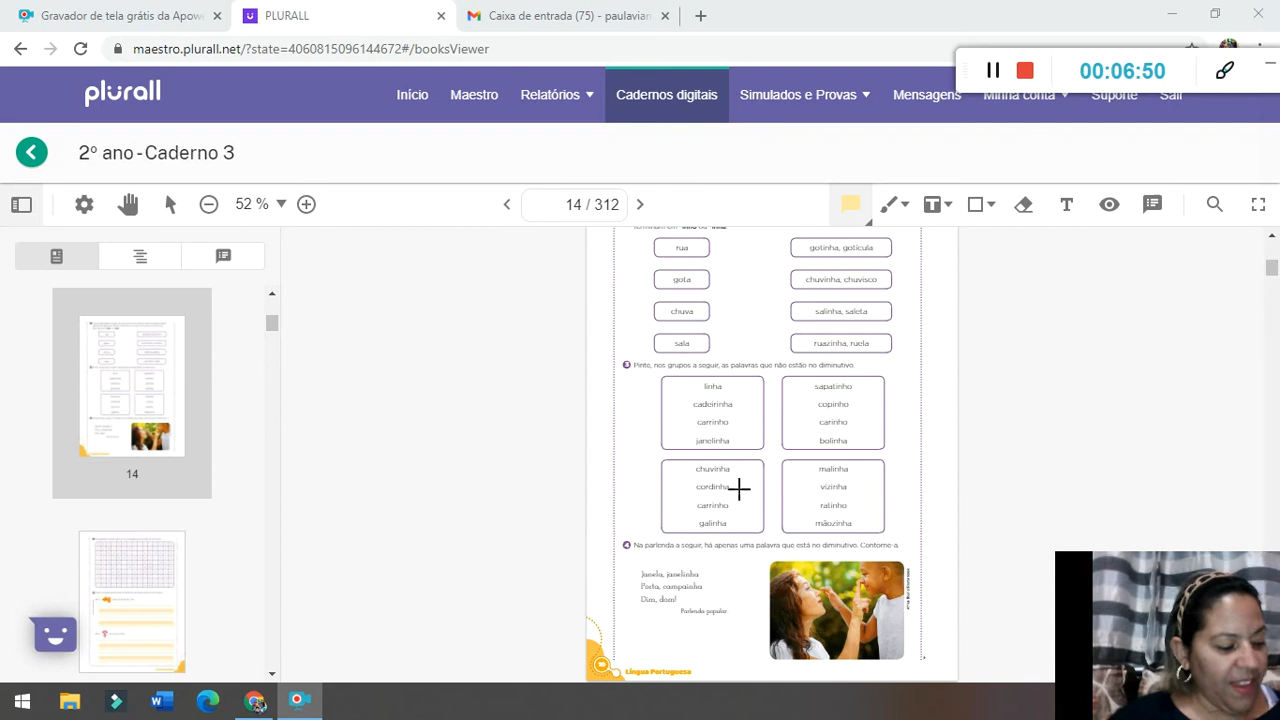 Gravador de tela grátis da Apowe
PLURALL
Caixa de entrada (75) - paulavian
maestro.plurall.net/?state=4060815096144672#/booksViewer
00:06:50
plurall
Início
Maestro
Relatórios
Cadernos digitais
Simulados e Provas
Mensagens
Minha conta
Suporte
Sair
2º ano - Caderno 3
52 %
14 / 312
T
rua
gotinha, gotícula
gota
chuvinha, chuvisco
chuva
salinha, saleta
sala
ruazinha, ruela
3 Pinte, nos grupos a seguir, as palavras que não estão no diminutivo.
linha
cadeirinha
carrinho
janelinha
sapatinho
copinho
carinho
bolinha
chuvinha
cordinha
carrinho
galinha
malinha
vizinha
ratinho
mãozinha
4 Na parlenda a seguir, há apenas uma palavra que está no diminutivo. Contorne-a.
Janela, janelinha
Porta, campainha
Dim, dom!
Parlenda popular.
Língua Portuguesa
14